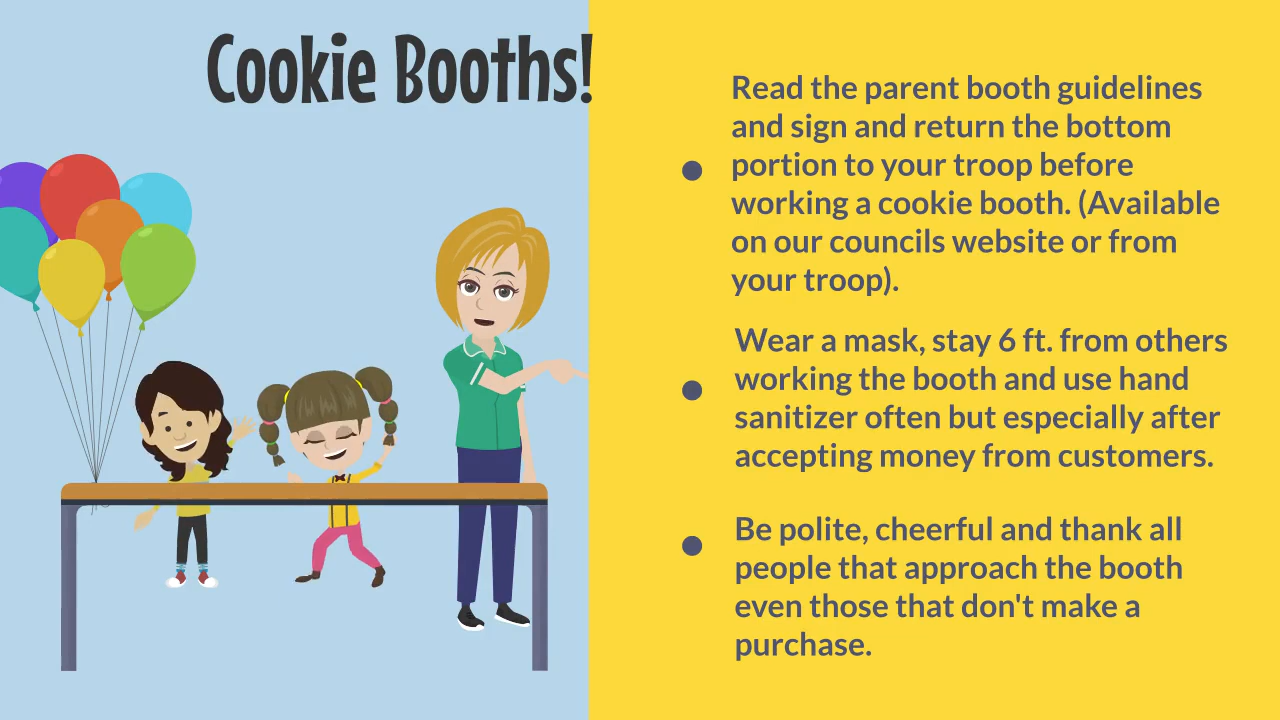 Cookie Booths!
Read the parent booth guidelines
and sign and return the bottom
portion to your troop before
working a cookie booth. (Available
on our councils website or from
your troop).
Wear a mask, stay 6 ft. from others
working the booth and use hand
sanitizer often but especially after
accepting money from customers.
Be polite, cheerful and thank all
people that approach the booth
even those that don't make a
purchase.